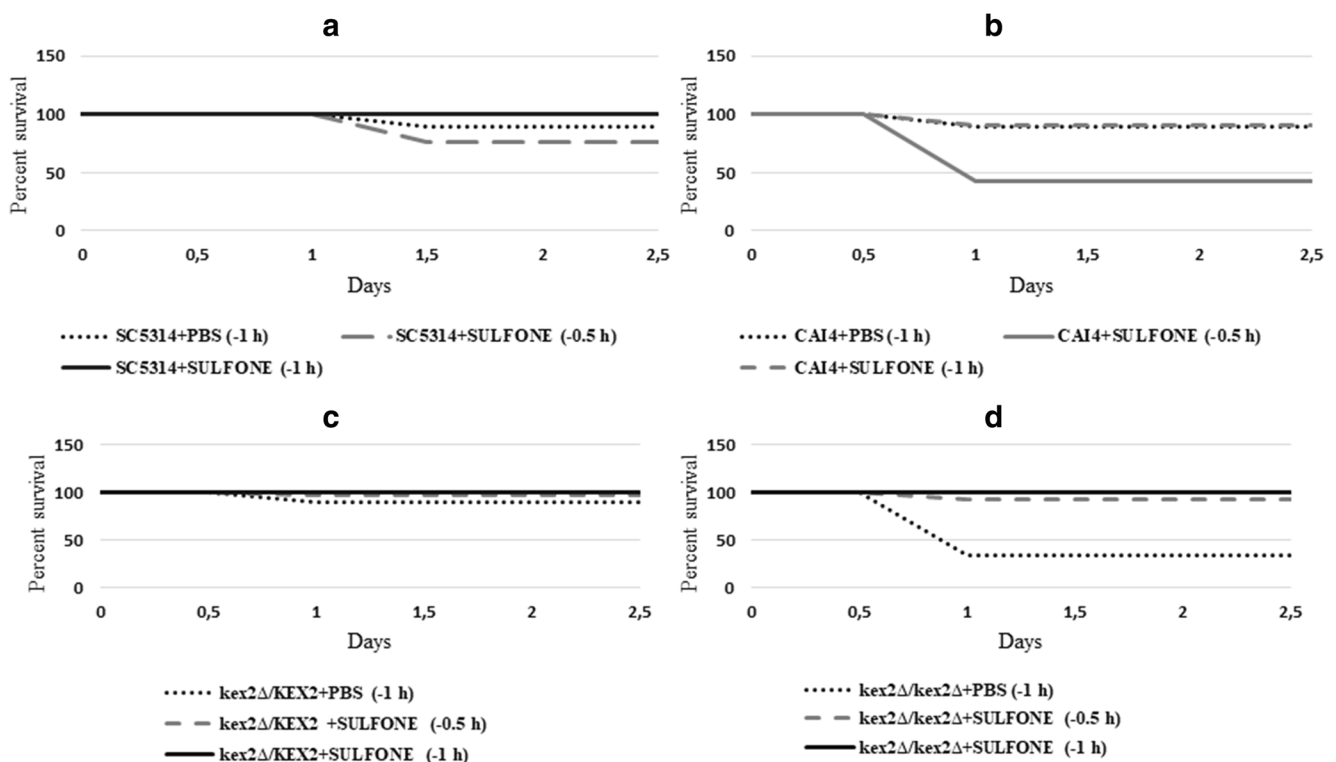 a
150
100
50
0
Percent survival
0 0,5 1 1,5 2 2,5
Days
SC5314+PBS (-1 h) SC5314+SULFONE (-0.5 h)
SC5314+SULFONE (-1 h)
b
150
100
50
0
Percent survival
0 0,5 1 1,5 2 2,5
Days
CAI4+PBS (-1 h) CAI4+SULFONE (-0.5 h)
CAI4+SULFONE (-1 h)
c
150
100
50
0
Percent survival
0 0,5 1 1,5 2 2,5
Days
kex2Δ/KEX2+PBS (-1 h)
kex2Δ/KEX2 +SULFONE (-0.5 h)
kex2Δ/KEX2+SULFONE (-1 h)
d
150
100
50
0
Percent survival
0 0,5 1 1,5 2 2,5
Days
kex2Δ/kex2Δ+PBS (-1 h)
kex2Δ/kex2Δ+SULFONE (-0.5 h)
kex2Δ/kex2Δ+SULFONE (-1 h)